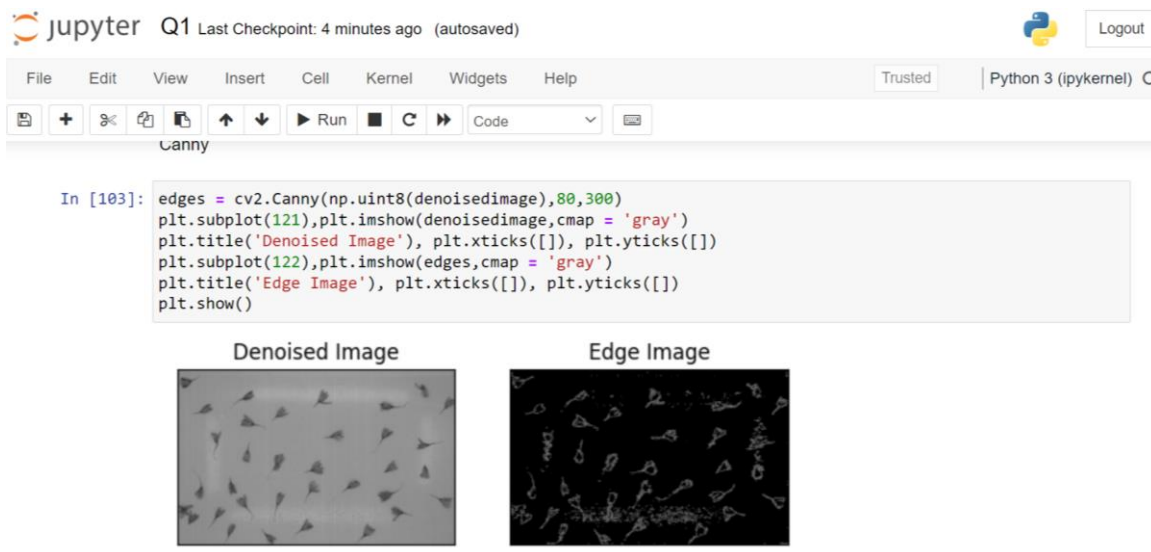 jupyter Q1 Last Checkpoint: 4 minutes ago (autosaved)
Logout
File Edit View Insert Cell Kernel Widgets Help
Trusted
Python 3 (ipykernel)
Run
Code
Canny
In [103]: edges = cv2.Canny(np.uint8(denoisedimage),80,300)
plt.subplot(121),plt.imshow(denoisedimage,cmap = 'gray')
plt.title('Denoised Image'), plt.xticks([]), plt.yticks([])
plt.subplot(122),plt.imshow(edges,cmap = 'gray')
plt.title('Edge Image'), plt.xticks([]), plt.yticks([])
plt.show()
Denoised Image
Edge Image